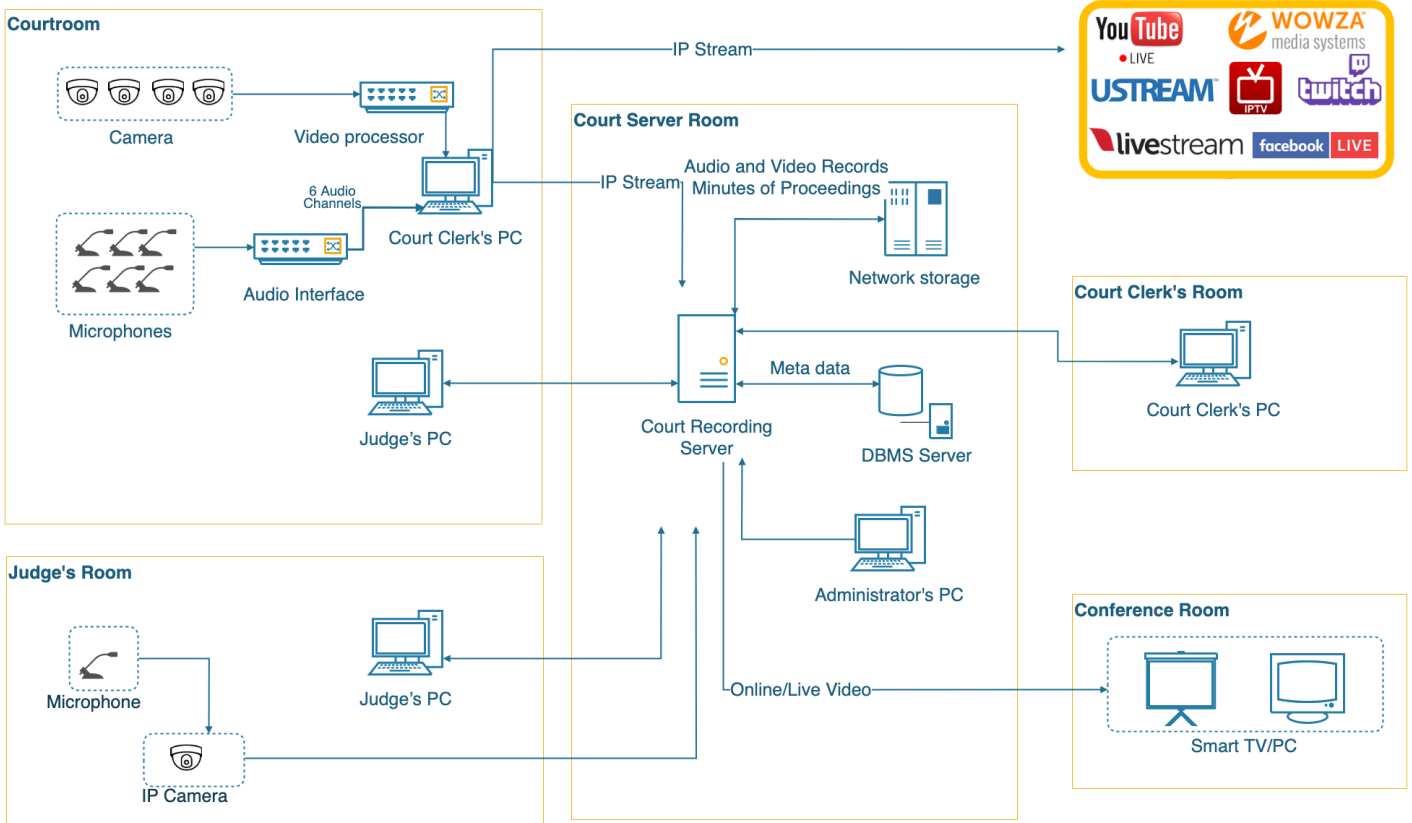 Courtroom
Camera
Video processor
6 Audio
Channels
Court Clerk's PC
Audio Interface
Microphones
Judge’s PC
IP Stream
IP Stream
YouTube
LIVE
WOWZA™
media systems
USTREAM™
IPTV
twitch
livestream
facebook LIVE
Court Server Room
Audio and Video Records
Minutes of Proceedings
Network storage
Meta data
Court Recording
Server
DBMS Server
Administrator's PC
Court Clerk's Room
Court Clerk's PC
Judge's Room
Microphone
Judge’s PC
IP Camera
Online/Live Video
Conference Room
Smart TV/PC